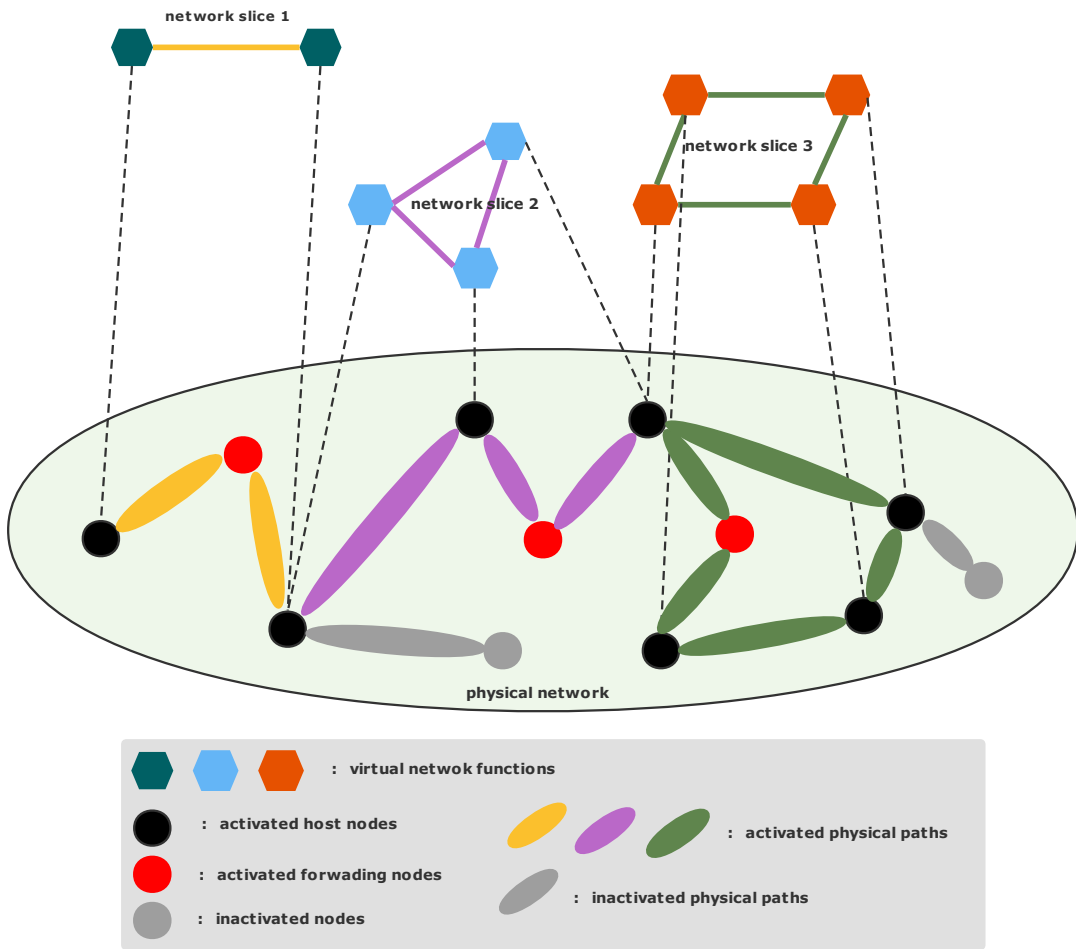 network slice 1
network slice 3
network slice 2
physical network
: virtual netwok functions
: activated host nodes
: activated physical paths
: activated forwading nodes
: inactivated physical paths
: inactivated nodes